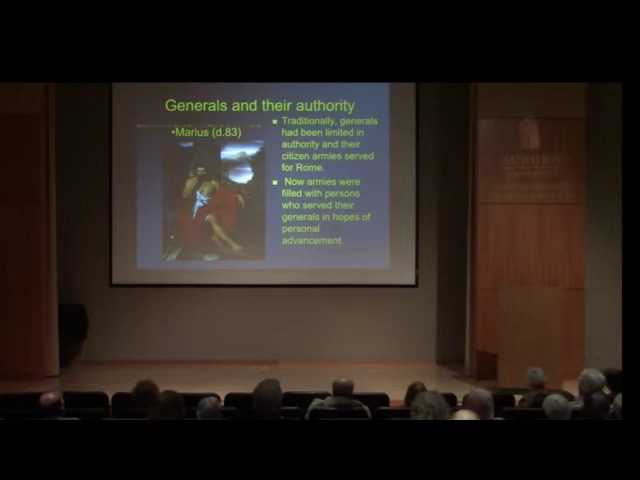 Generals and their authority
•Marius (d.83)
Traditionally, generals
had been limited in
authority and their
citizen armies served
for Rome.
Now armies were
filled with persons
who served their
generals in hopes of
personal
advancement
AURORA